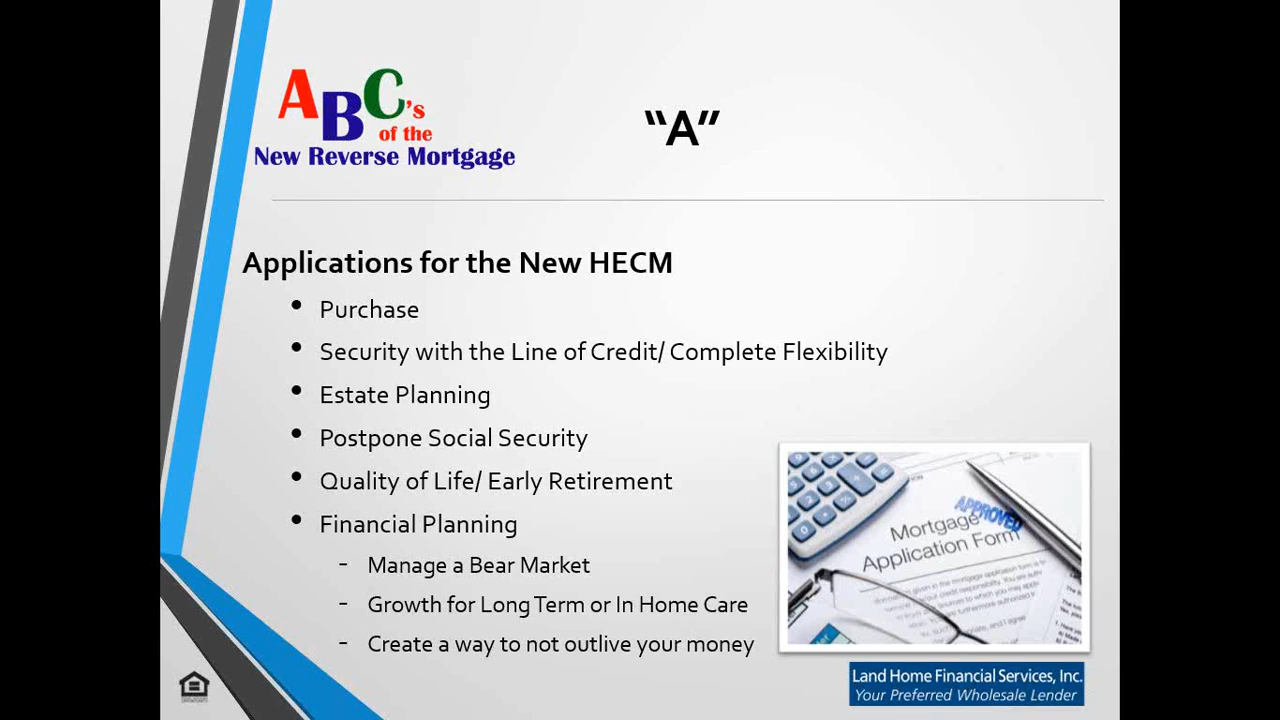 ABC's
of the
New Reverse Mortgage
“A”
Applications for the New HECM
• Purchase
• Security with the Line of Credit/ Complete Flexibility
• Estate Planning
• Postpone Social Security
• Quality of Life/ Early Retirement
• Financial Planning
- Manage a Bear Market
- Growth for Long Term or In Home Care
- Create a way to not outlive your money
APPROVED
Mortgage
Application Form
Land Home Financial Services, Inc.
Your Preferred Wholesale Lender